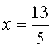 x = 13/5